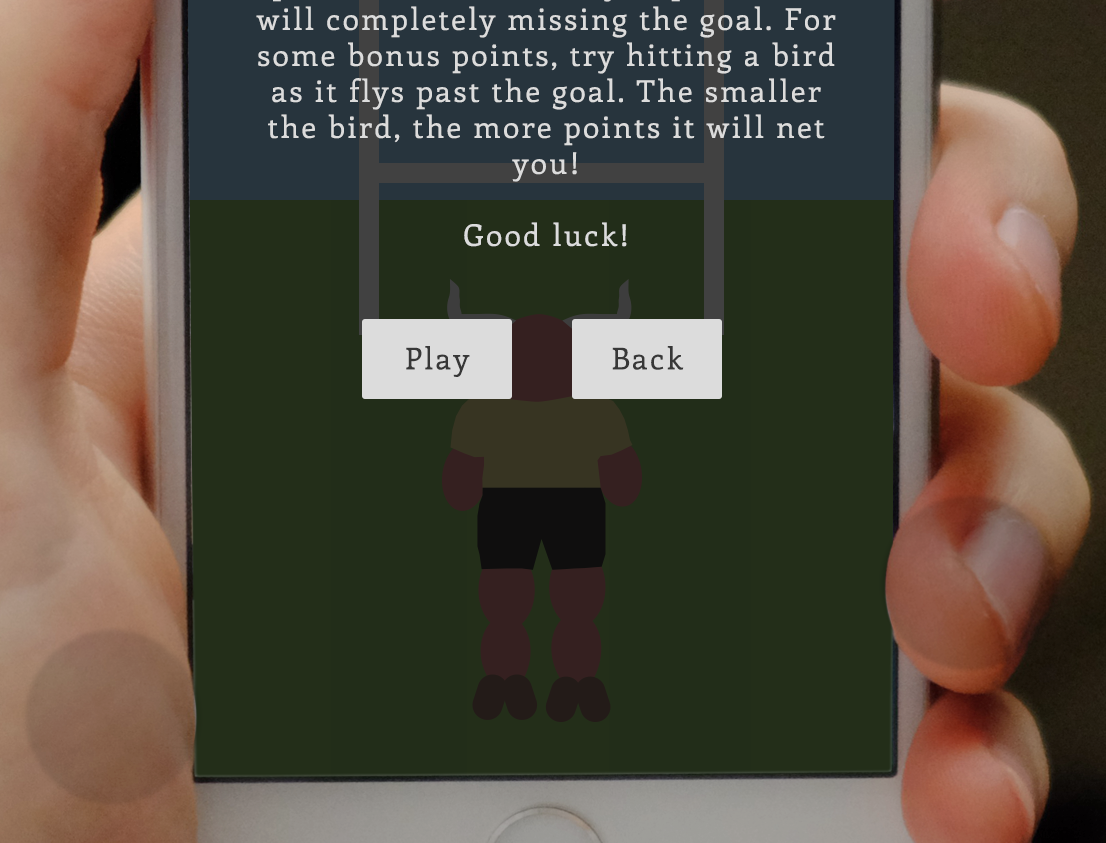 will completely missing the goal. For
some bonus points, try hitting a bird
as it flys past the goal. The smaller
the bird, the more points it will net
you!
Good luck!
Play
Back